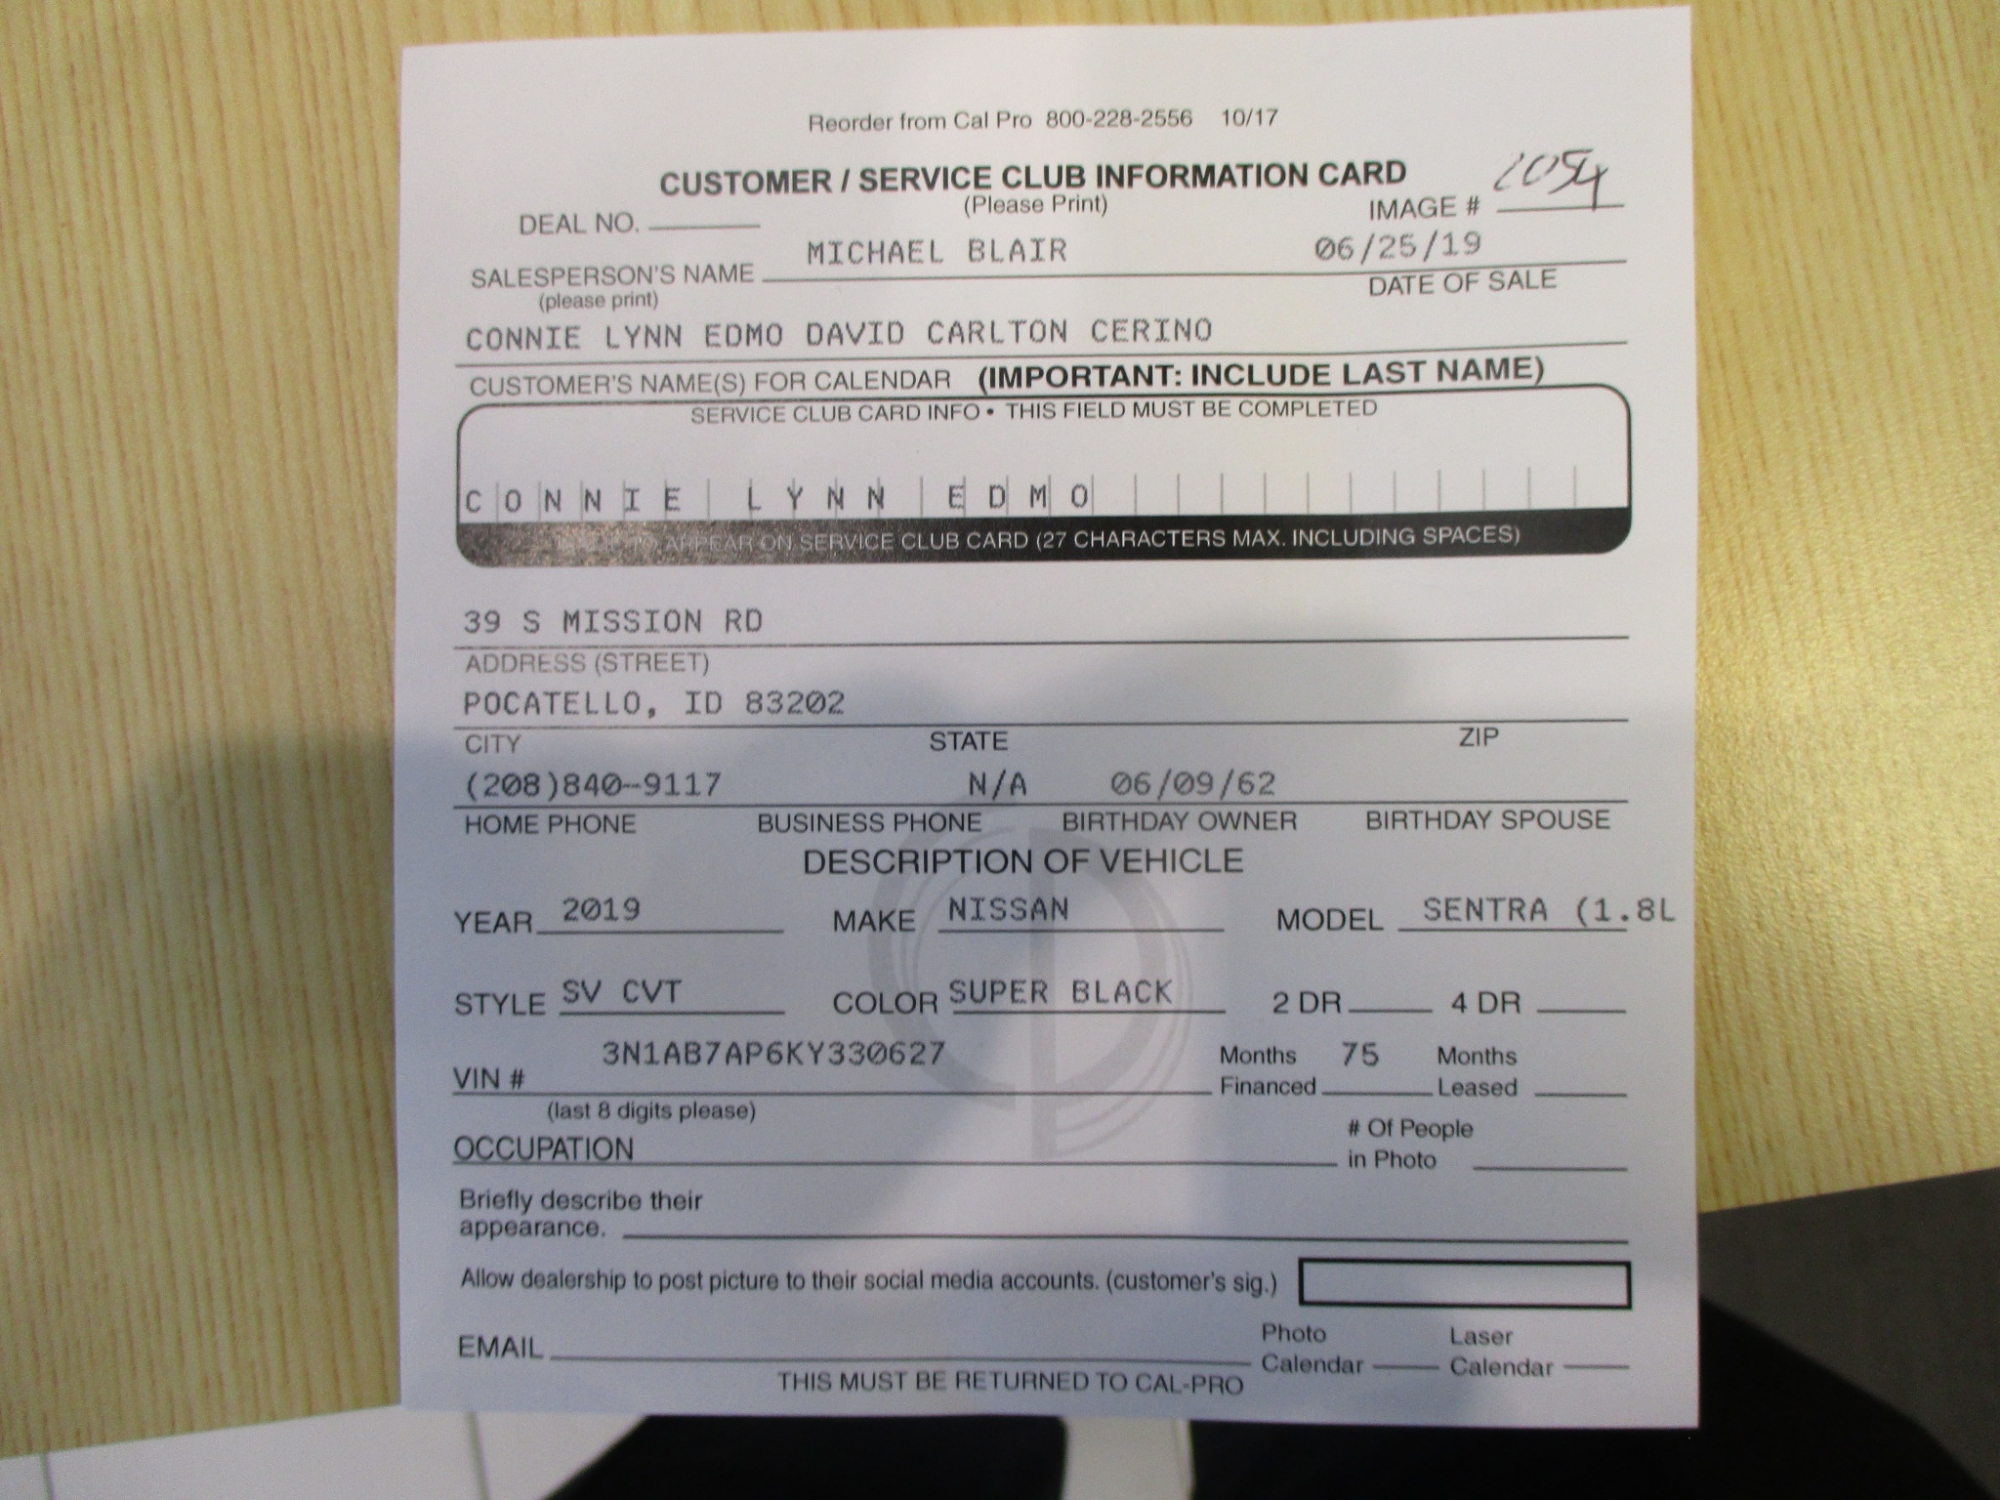 Reorder from Cal Pro 800-228-2556 10/17
CUSTOMER / SERVICE CLUB INFORMATION CARD
(Please Print)
DEAL NO. IMAGE # 2054
MICHAEL BLAIR 06/25/19
SALESPERSON'S NAME DATE OF SALE
(please print)
CONNIE LYNN EDMO DAVID CARLTON CERINO
CUSTOMER'S NAME(S) FOR CALENDAR (IMPORTANT: INCLUDE LAST NAME)
SERVICE CLUB CARD INFO • THIS FIELD MUST BE COMPLETED
CONNIE LYNN EDMO
TO APPEAR ON SERVICE CLUB CARD (27 CHARACTERS MAX. INCLUDING SPACES)
39 S MISSION RD
ADDRESS (STREET)
POCATELLO, ID 83202
CITY STATE ZIP
(208)840-9117 N/A 06/09/62
HOME PHONE BUSINESS PHONE BIRTHDAY OWNER BIRTHDAY SPOUSE
DESCRIPTION OF VEHICLE
YEAR 2019 MAKE NISSAN MODEL SENTRA (1.8L
STYLE SV CVT COLOR SUPER BLACK 2 DR 4 DR
3N1AB7AP6KY330627 Months 75 Months
VIN # Financed Leased
(last 8 digits please)
# Of People
OCCUPATION in Photo
Briefly describe their
appearance.
Allow dealership to post picture to their social media accounts. (customer's sig.)
Photo Laser
EMAIL Calendar Calendar
THIS MUST BE RETURNED TO CAL-PRO